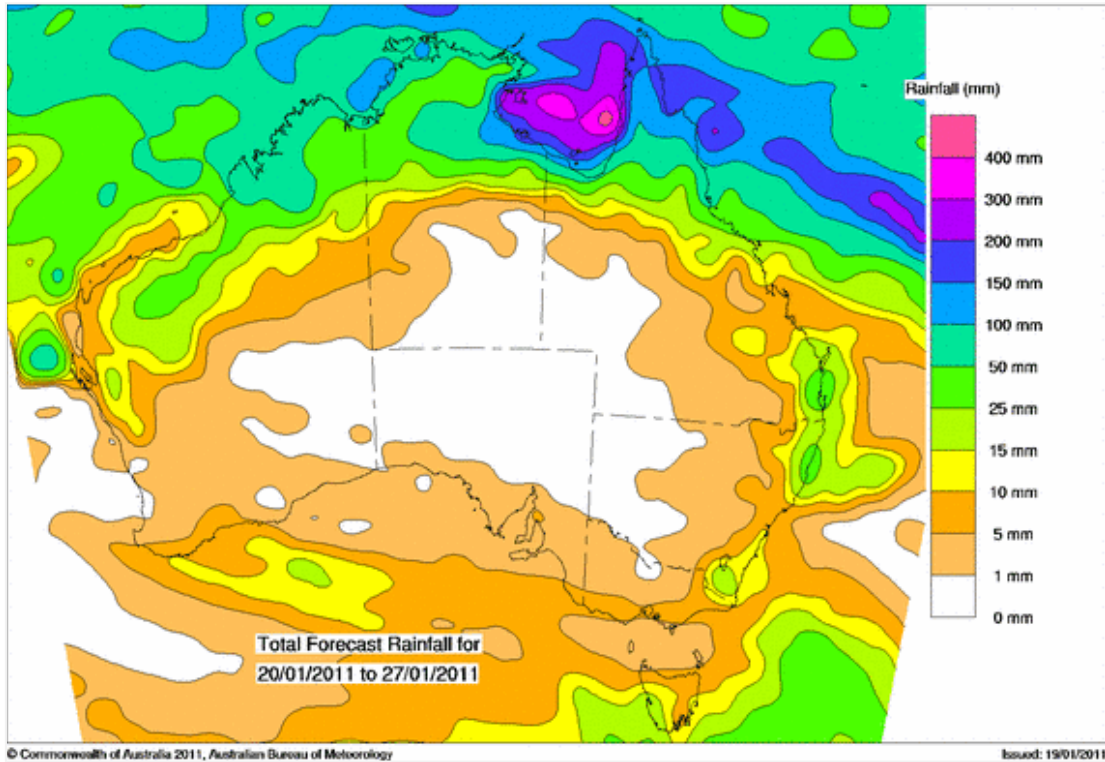 Rainfall (mm)
400 mm
300 mm
200 mm
150 mm
100 mm
50 mm
25 mm
15 mm
10 mm
5 mm
1 mm
0 mm
Total Forecast Rainfall for
20/01/2011 to 27/01/2011
© Commonwealth of Australia 2011, Australian Bureau of Meteorology
Issued: 19/01/2011